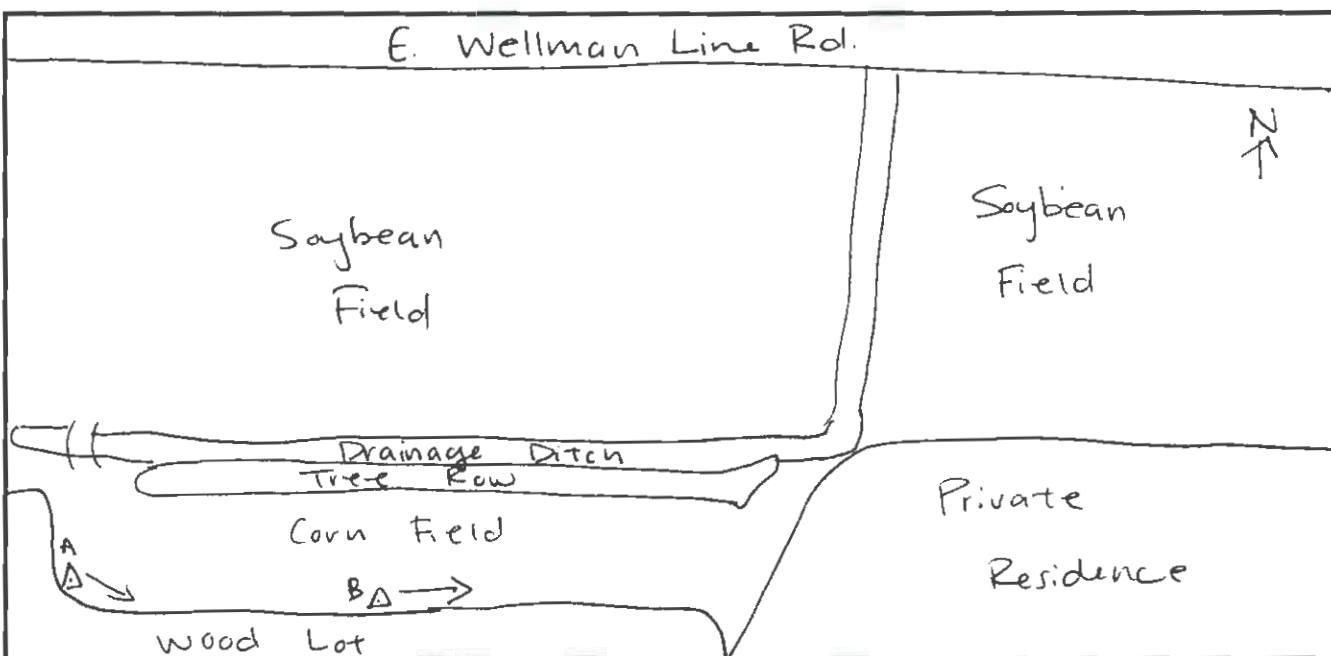 E. Wellman Line Rd.
N
Soybean
Field
Soybean
Field
Drainage Ditch
Tree Row
Corn Field
Private
Residence
A
B
Wood Lot